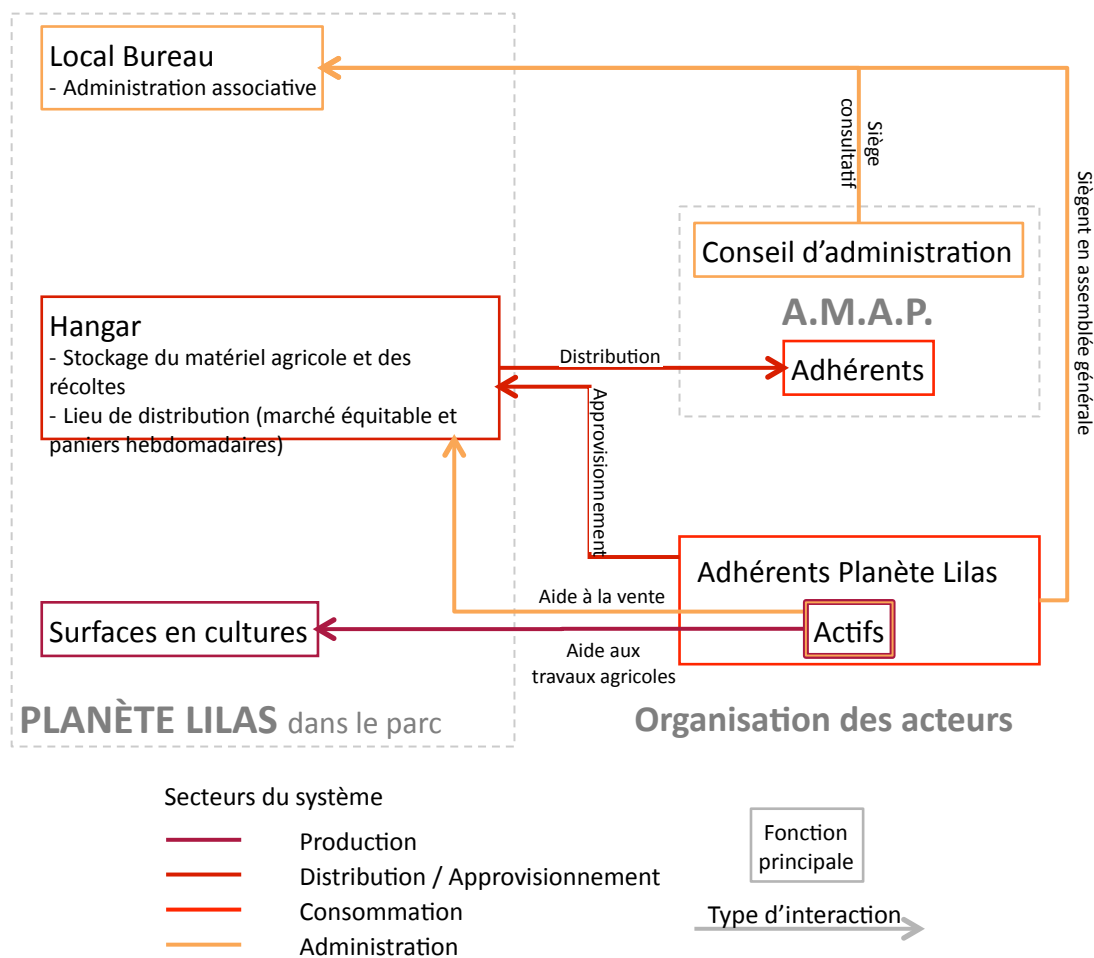 Local Bureau
- Administration associative
Siège
consultatif
Siègent en assemblée générale
Conseil d'administration
A.M.A.P.
Adhérents
Hangar
- Stockage du matériel agricole et des
récoltes
- Lieu de distribution (marché équitable et
paniers hebdomadaires)
Distribution
Approvisionnement
Adhérents Planète Lilas
Actifs
Aide à la vente
Aide aux
travaux agricoles
Surfaces en cultures
PLANÈTE LILAS dans le parc
Organisation des acteurs
Secteurs du système
Production
Distribution / Approvisionnement
Consommation
Administration
Fonction
principale
Type d'interaction